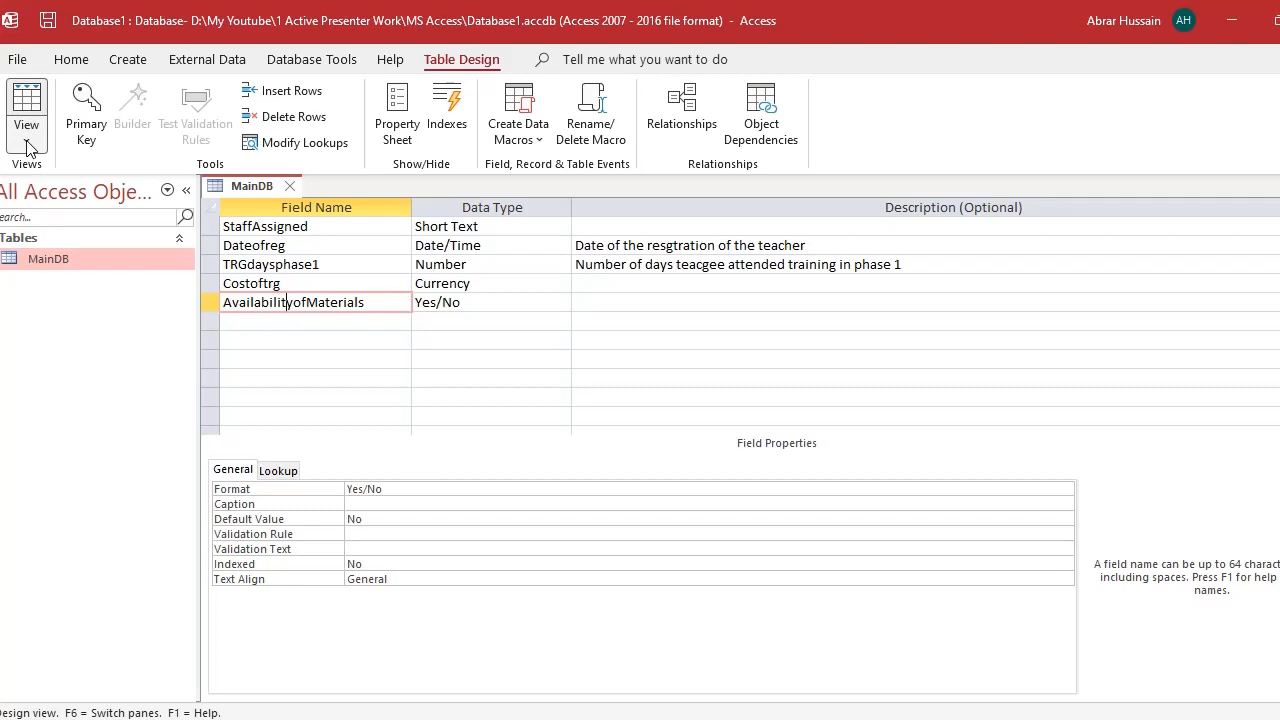 Database1 : Database- D:\My Youtube\1 Active Presenter Work\MS Access\Database1.accdb (Access 2007 - 2016 file format) - Access
Abrar Hussain AH
File Home Create External Data Database Tools Help Table Design Tell me what you want to do
View
Views
Primary Key
Builder
Test Validation Rules
Insert Rows
Delete Rows
Modify Lookups
Tools
Property Sheet
Indexes
Show/Hide
Create Data Macros
Rename/ Delete Macro
Field, Record & Table Events
Relationships
Object Dependencies
Relationships
All Access Obje...
earch...
Tables
MainDB
MainDB
Field Name Data Type Description (Optional)
StaffAssigned Short Text
Dateofreg Date/Time Date of the resgtration of the teacher
TRGdaysphase1 Number Number of days teacgee attended training in phase 1
Costoftrg Currency
AvailabilityofMaterials Yes/No
Field Properties
General Lookup
Format Yes/No
Caption
Default Value No
Validation Rule
Validation Text
Indexed No
Text Align General
A field name can be up to 64 charact
including spaces. Press F1 for help
names.
Design view. F6 = Switch panes. F1 = Help.